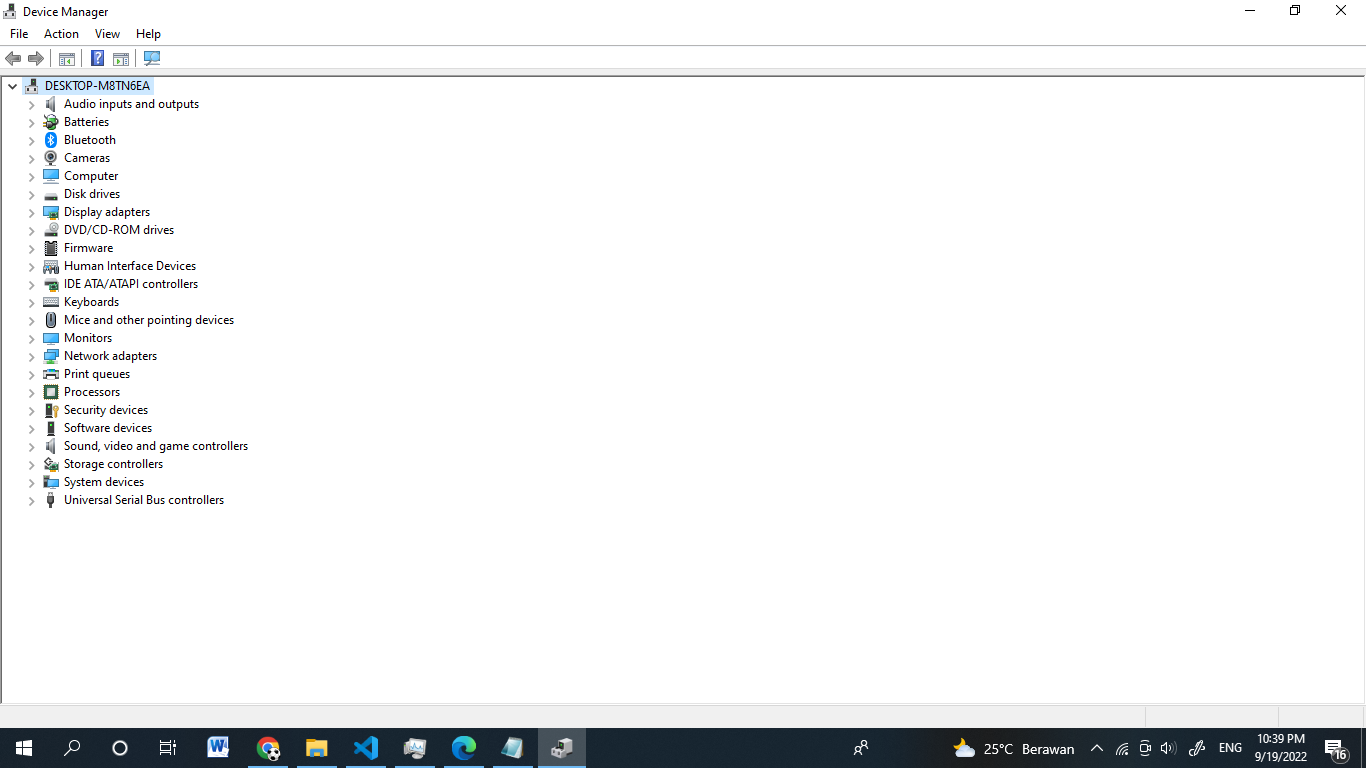 Device Manager
File Action View Help
DESKTOP-M8TN6EA
Audio inputs and outputs
Batteries
Bluetooth
Cameras
Computer
Disk drives
Display adapters
DVD/CD-ROM drives
Firmware
Human Interface Devices
IDE ATA/ATAPI controllers
Keyboards
Mice and other pointing devices
Monitors
Network adapters
Print queues
Processors
Security devices
Software devices
Sound, video and game controllers
Storage controllers
System devices
Universal Serial Bus controllers
25°C Berawan ENG 10:39 PM
9/19/2022
16